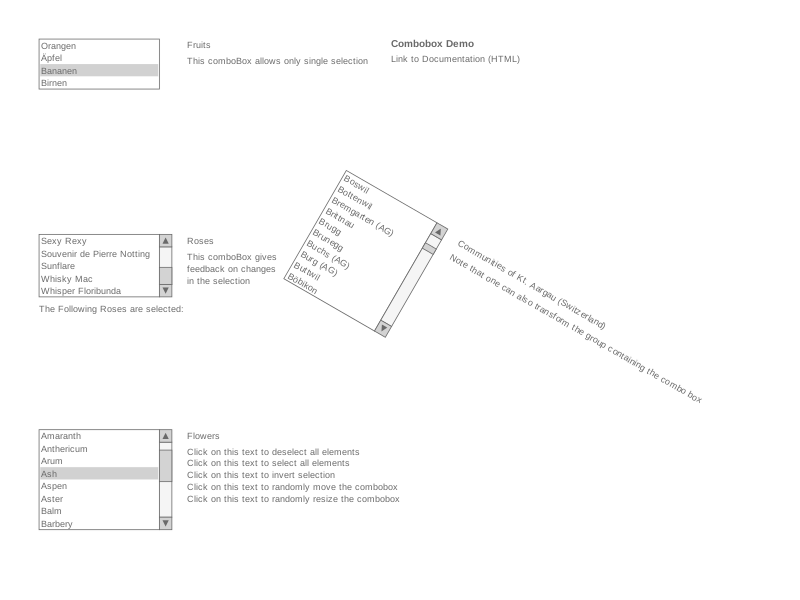 Orangen
Äpfel
Bananen
Birnen
Fruits
This comboBox allows only single selection
Combobox Demo
Link to Documentation (HTML)
Boswil
Bottenwil
Bremgarten (AG)
Brittnau
Brugg
Brunegg
Buchs (AG)
Burg (AG)
Buttwil
Böbikon
Communities of Kt. Aargau (Switzerland)
Note that one can also transform the group containing the combo box
Sexy Rexy
Souvenir de Pierre Notting
Sunflare
Whisky Mac
Whisper Floribunda
Roses
This comboBox gives
feedback on changes
in the selection
The Following Roses are selected:
Amaranth
Anthericum
Arum
Ash
Aspen
Aster
Balm
Barbery
Flowers
Click on this text to deselect all elements
Click on this text to select all elements
Click on this text to invert selection
Click on this text to randomly move the combobox
Click on this text to randomly resize the combobox